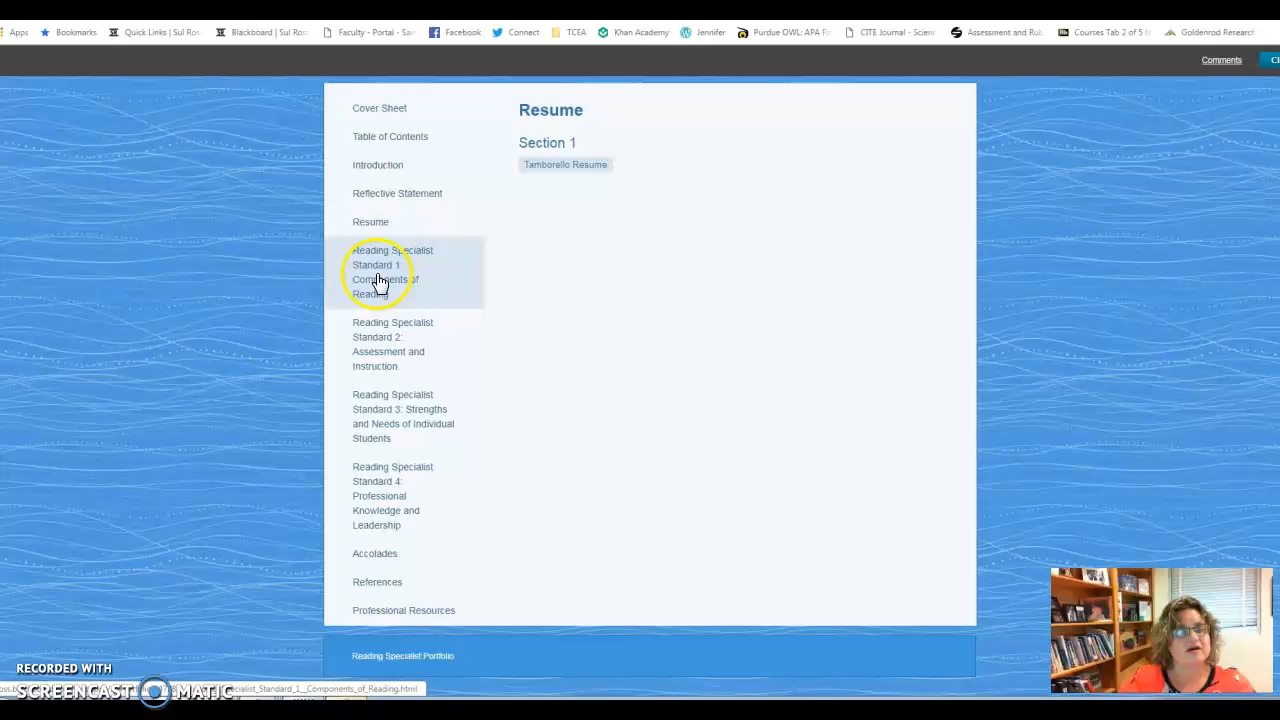 Apps Bookmarks Quick Links | Sul Ros Blackboard | Sul Ros Faculty - Portal - Sa Facebook Connect TCEA Khan Academy Jennifer Purdue OWL: APA F CITE Journal - Scien Assessment and Ru Courses Tab 2 of 5 f Goldenrod Research
Comments
Cover Sheet
Table of Contents
Introduction
Reflective Statement
Resume
Reading Specialist
Standard 1:
Components of
Reading
Reading Specialist
Standard 2:
Assessment and
Instruction
Reading Specialist
Standard 3: Strengths
and Needs of Individual
Students
Reading Specialist
Standard 4:
Professional
Knowledge and
Leadership
Accolades
References
Professional Resources
Resume
Section 1
Tamborello Resume
Reading Specialist Portfolio
RECORDED WITH
SCREENCAST MATIC
ecialist_Standard_1__Components_of_Reading.html